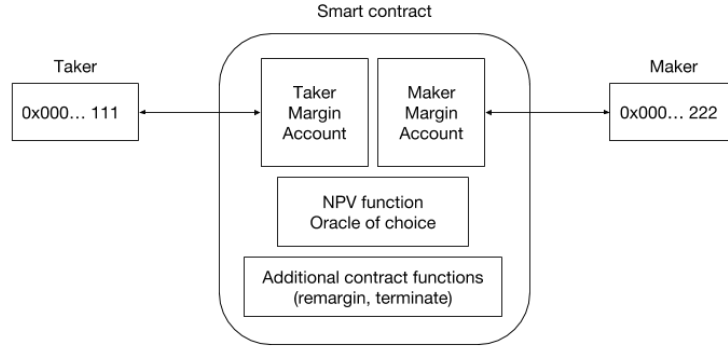 Smart contract
Taker
Maker
0x000... 111
Taker
Margin
Account
Maker
Margin
Account
0x000... 222
NPV function
Oracle of choice
Additional contract functions
(remargin, terminate)